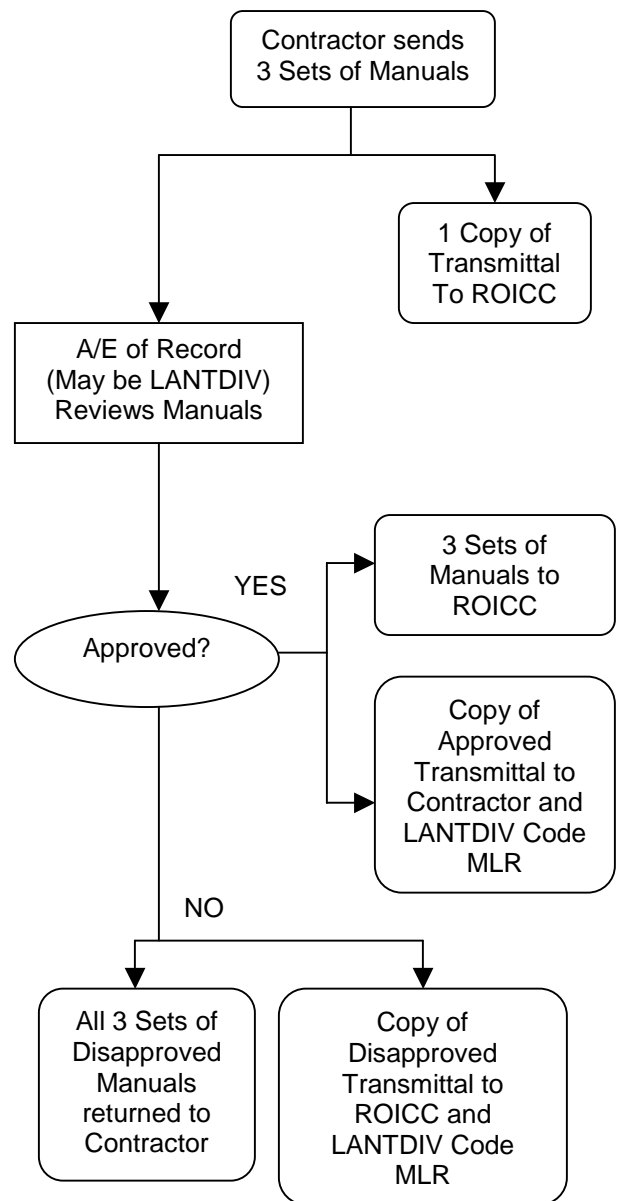 Contractor sends
3 Sets of Manuals
1 Copy of
Transmittal
To ROICC
A/E of Record
(May be LANTDIV)
Reviews Manuals
YES
3 Sets of
Manuals to
ROICC
Approved?
Copy of
Approved
Transmittal to
Contractor and
LANTDIV Code
MLR
NO
All 3 Sets of
Disapproved
Manuals
returned to
Contractor
Copy of
Disapproved
Transmittal to
ROICC and
LANTDIV Code
MLR